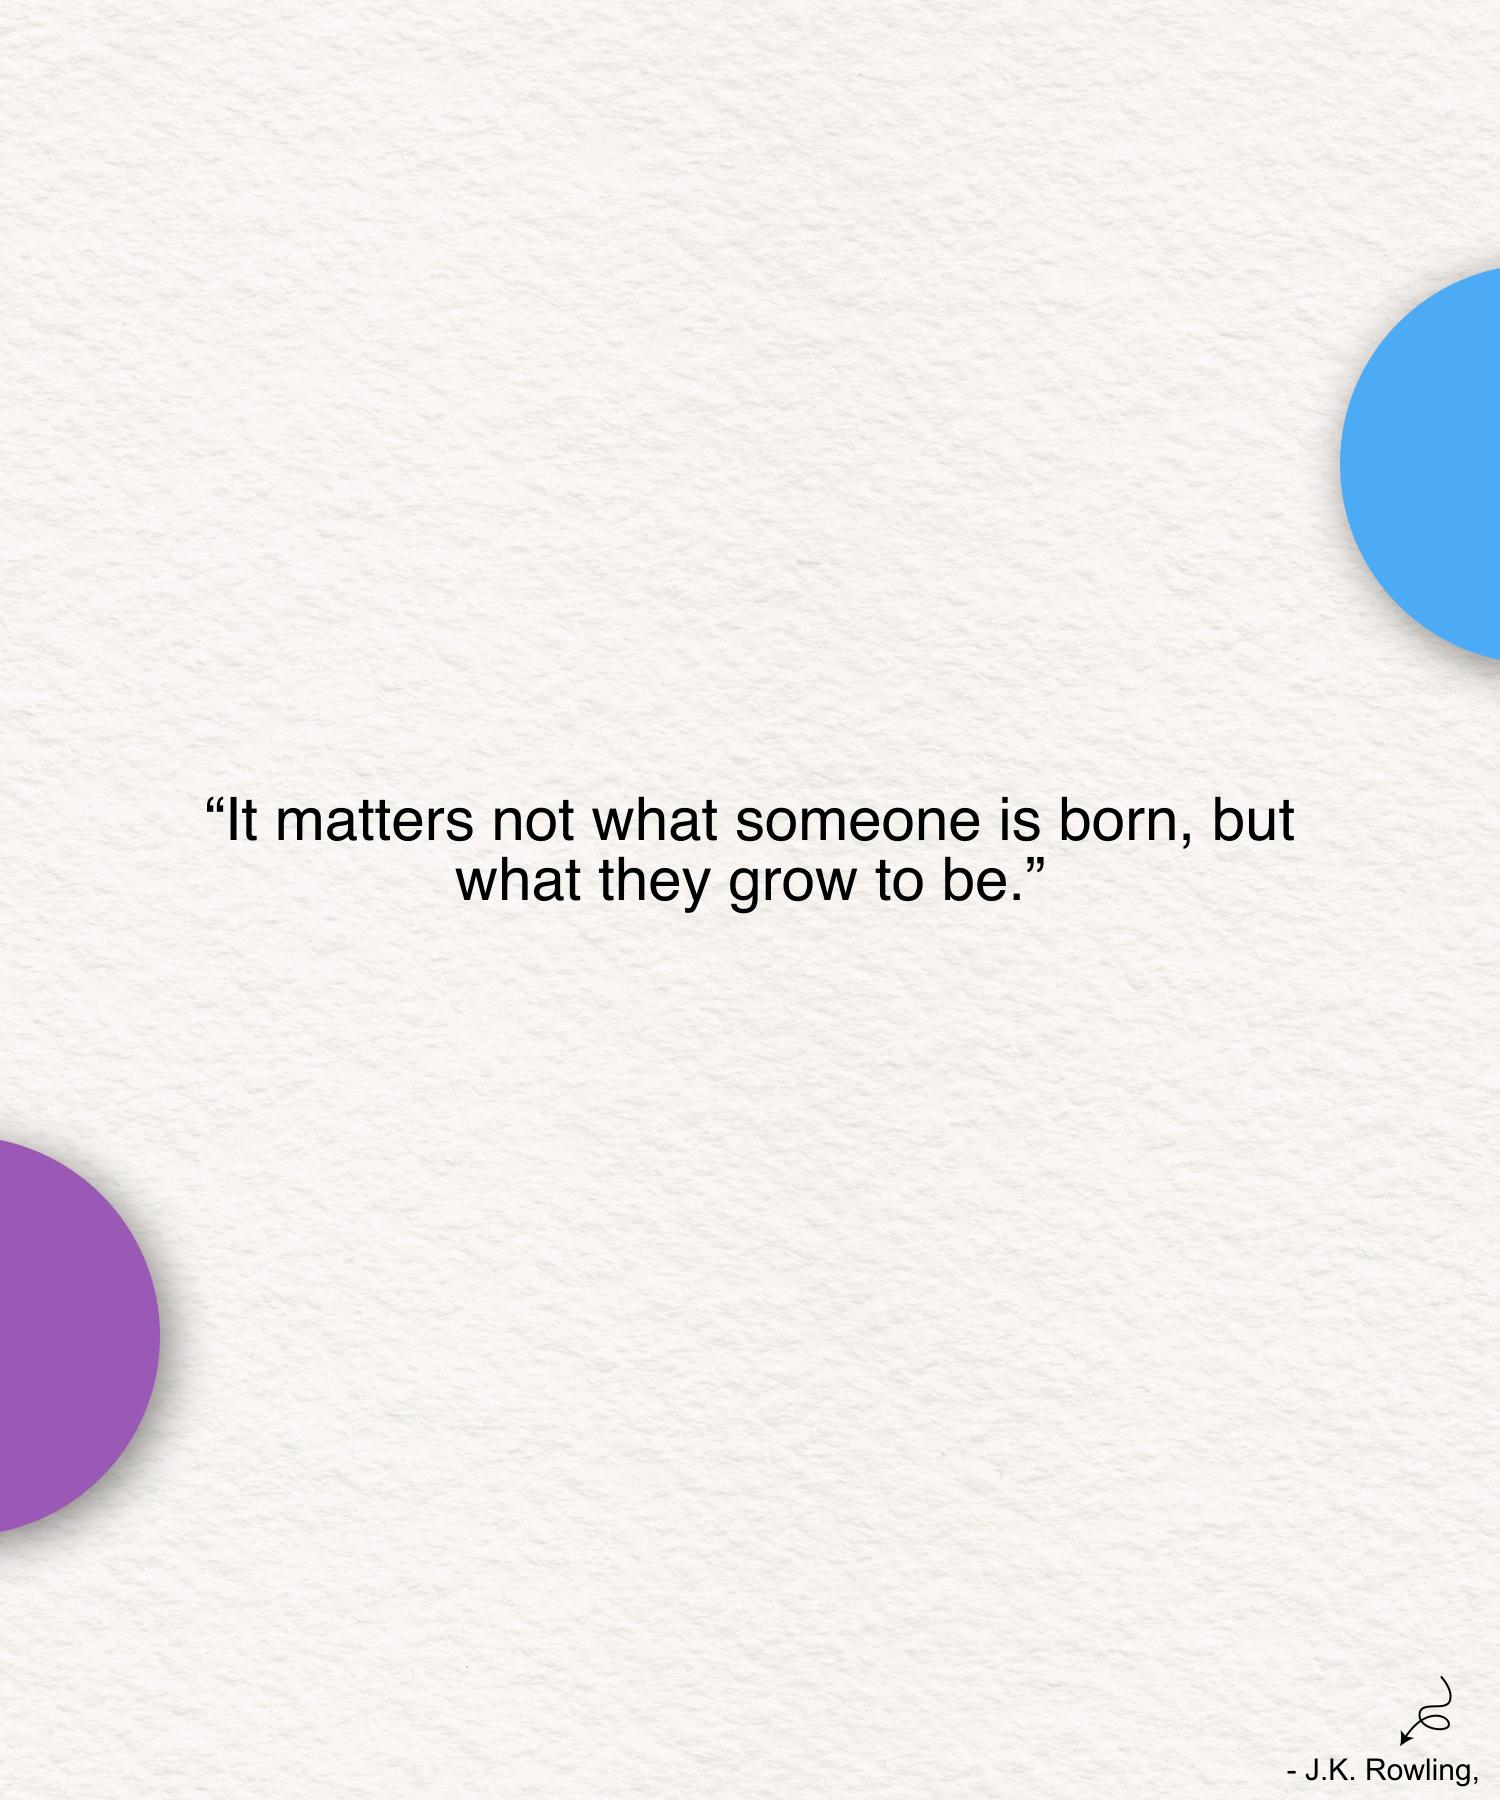 “It matters not what someone is born, but
what they grow to be.”
- J.K. Rowling,